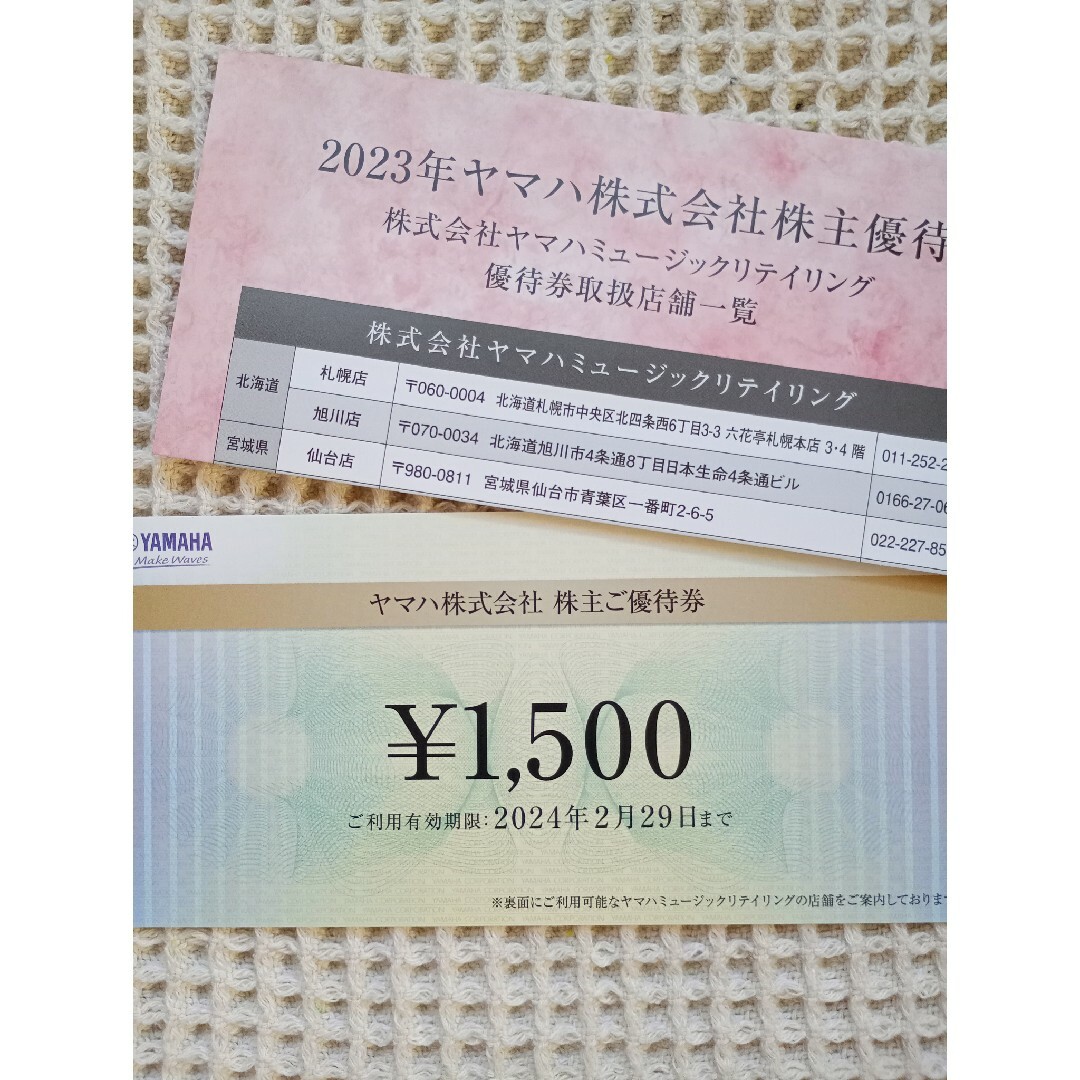 2023年ヤマハ株式会社株主優待
株式会社ヤマハミュージックリテイリング
優待券取扱店舗一覧
株式会社ヤマハミュージックリテイリング
北海道 札幌店 〒060-0004 北海道札幌市中央区北四条西6丁目3-3 六花亭札幌本店 3・4 階 011-252-2
旭川店 〒070-0034 北海道旭川市4条通8丁目日本生命4条通ビル 0166-27-0
宮城県 仙台店 〒980-0811 宮城県仙台市青葉区一番町2-6-5 022-227-85
YAMAHA
Make Waves
ヤマハ株式会社 株主ご優待券
¥1,500
ご利用有効期限:2024年2月29日まで
※裏面にご利用可能なヤマハミュージックリテイリングの店舗をご案内しておりま